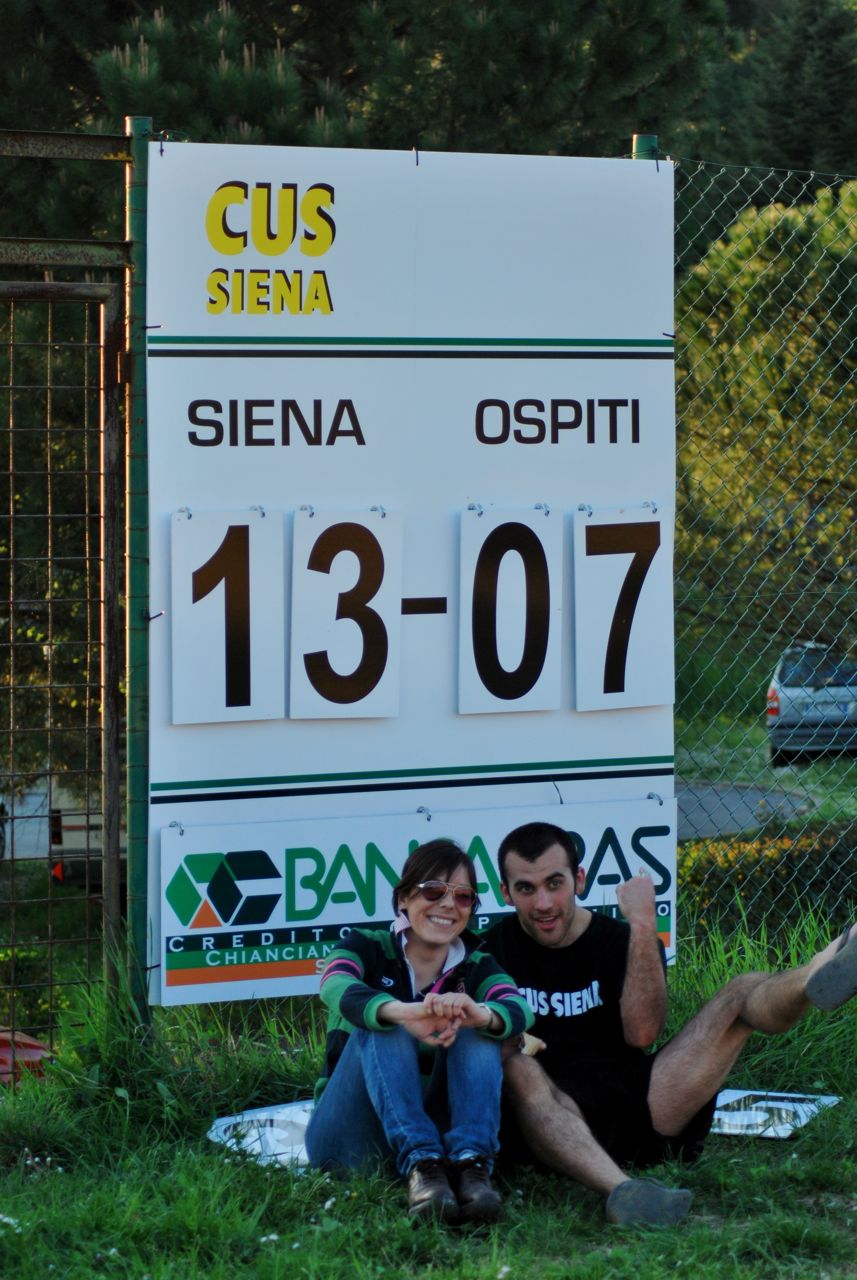 CUS
SIENA
SIENA OSPITI
13-07
CREDITO
CHIANCIAN
CUS SIENA